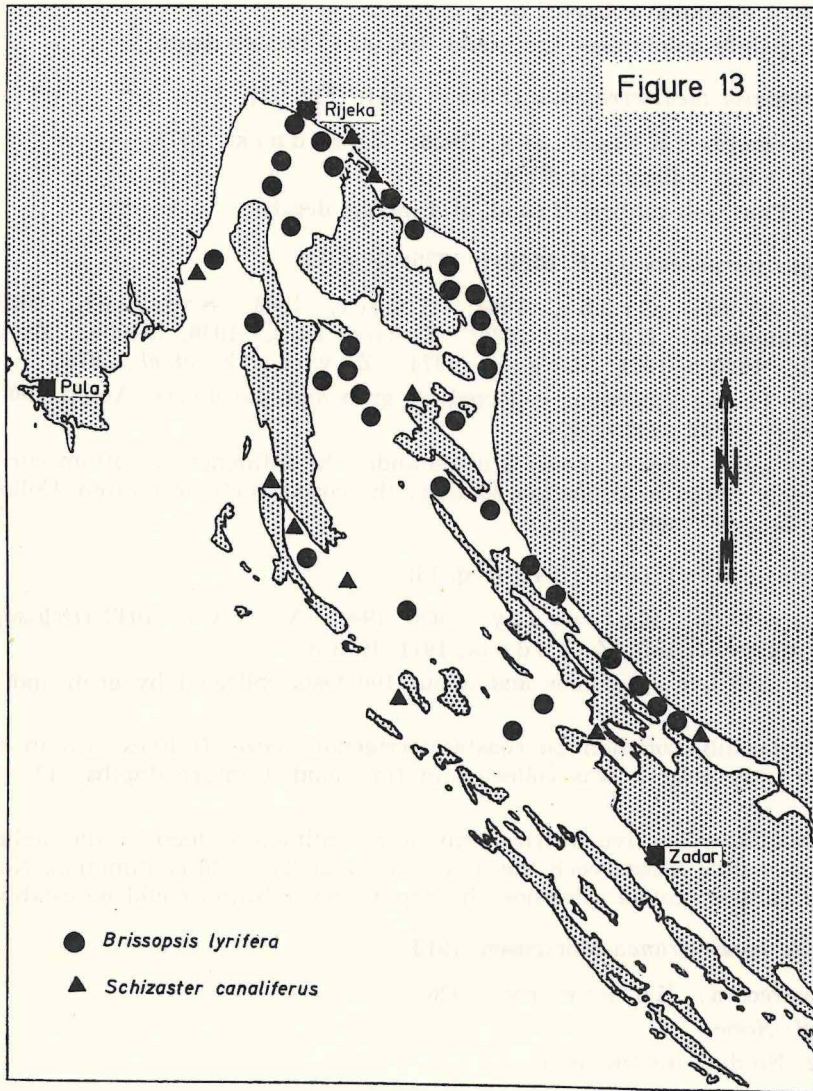 Figure 13
Rijeka
Pula
N
Zadar
Brissopsis lyrifera
Schizaster canaliferus